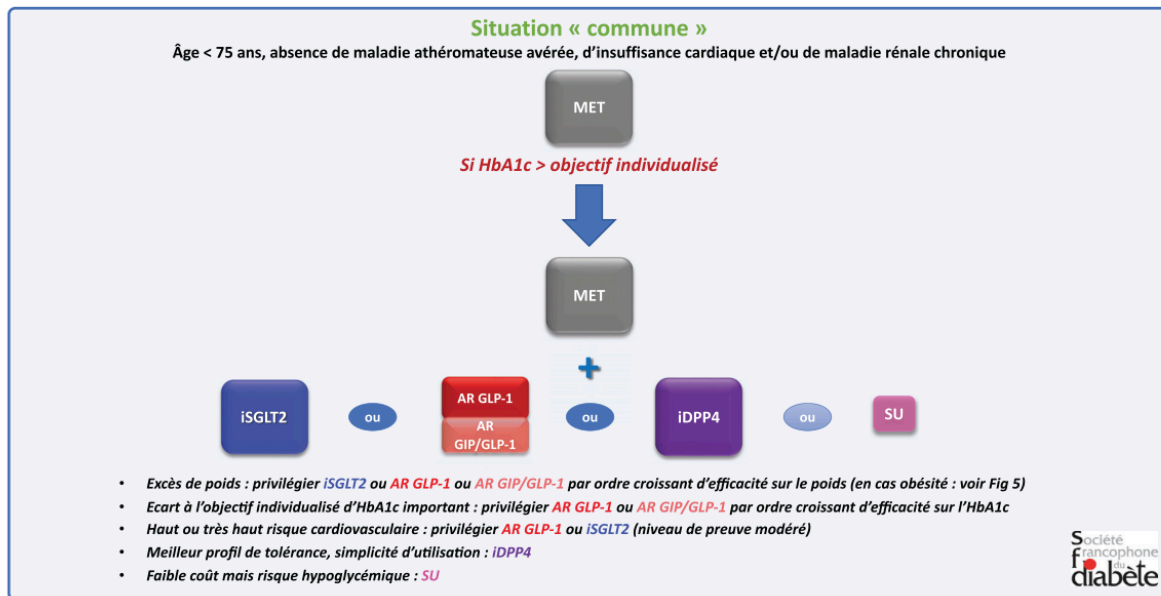 Situation « commune »
Âge < 75 ans, absence de maladie athéromateuse avérée, d'insuffisance cardiaque et/ou de maladie rénale chronique
MET
Si HbA1c > objectif individualisé
MET
+
iSGLT2
ou
AR GLP-1
AR
GIP/GLP-1
ou
iDPP4
ou
SU
• Excès de poids : privilégier iSGLT2 ou AR GLP-1 ou AR GIP/GLP-1 par ordre croissant d'efficacité sur le poids (en cas obésité : voir Fig 5)
• Ecart à l'objectif individualisé d'HbA1c important : privilégier AR GLP-1 ou AR GIP/GLP-1 par ordre croissant d'efficacité sur l'HbA1c
• Haut ou très haut risque cardiovasculaire : privilégier AR GLP-1 ou iSGLT2 (niveau de preuve modéré)
• Meilleur profil de tolérance, simplicité d'utilisation : iDPP4
• Faible coût mais risque hypoglycémique : SU
Société
francophone
du
diabète